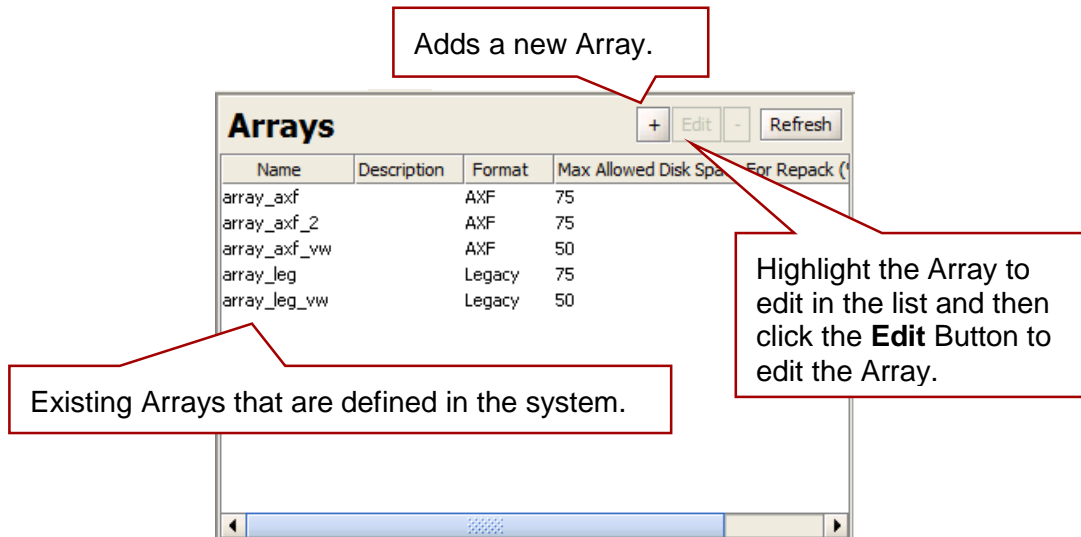 Adds a new Array.
Arrays
+ Edit - Refresh
Name Description Format Max Allowed Disk Spa For Repack (
array_axf AXF 75
array_axf_2 AXF 75
array_axf_vw AXF 50
array_leg Legacy 75
array_leg_vw Legacy 50
Highlight the Array to
edit in the list and then
click the Edit Button to
edit the Array.
Existing Arrays that are defined in the system.